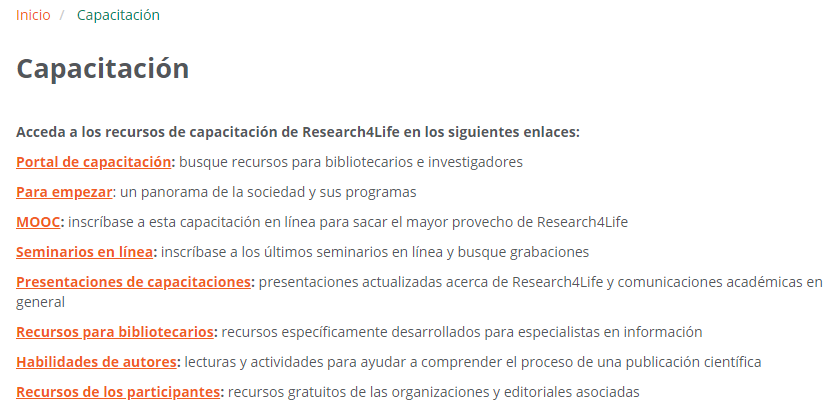 Inicio / Capacitación
Capacitación
Acceda a los recursos de capacitación de Research4Life en los siguientes enlaces:
Portal de capacitación: busque recursos para bibliotecarios e investigadores
Para empezar: un panorama de la sociedad y sus programas
MOOC: inscríbase a esta capacitación en línea para sacar el mayor provecho de Research4Life
Seminarios en línea: inscríbase a los últimos seminarios en línea y busque grabaciones
Presentaciones de capacitaciones: presentaciones actualizadas acerca de Research4Life y comunicaciones académicas en
general
Recursos para bibliotecarios: recursos específicamente desarrollados para especialistas en información
Habilidades de autores: lecturas y actividades para ayudar a comprender el proceso de una publicación científica
Recursos de los participantes: recursos gratuitos de las organizaciones y editoriales asociadas